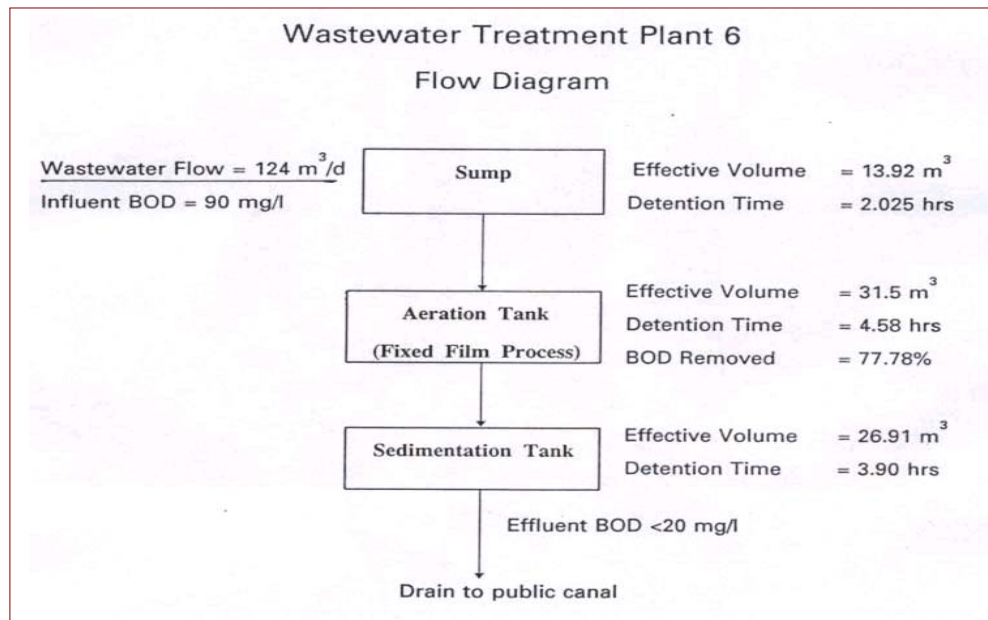 Wastewater Treatment Plant 6
Flow Diagram
Wastewater Flow = 124 m³/d
Influent BOD = 90 mg/l
Sump
Effective Volume = 13.92 m³
Detention Time = 2.025 hrs
Aeration Tank
(Fixed Film Process)
Effective Volume = 31.5 m³
Detention Time = 4.58 hrs
BOD Removed = 77.78%
Sedimentation Tank
Effective Volume = 26.91 m³
Detention Time = 3.90 hrs
Effluent BOD <20 mg/l
Drain to public canal